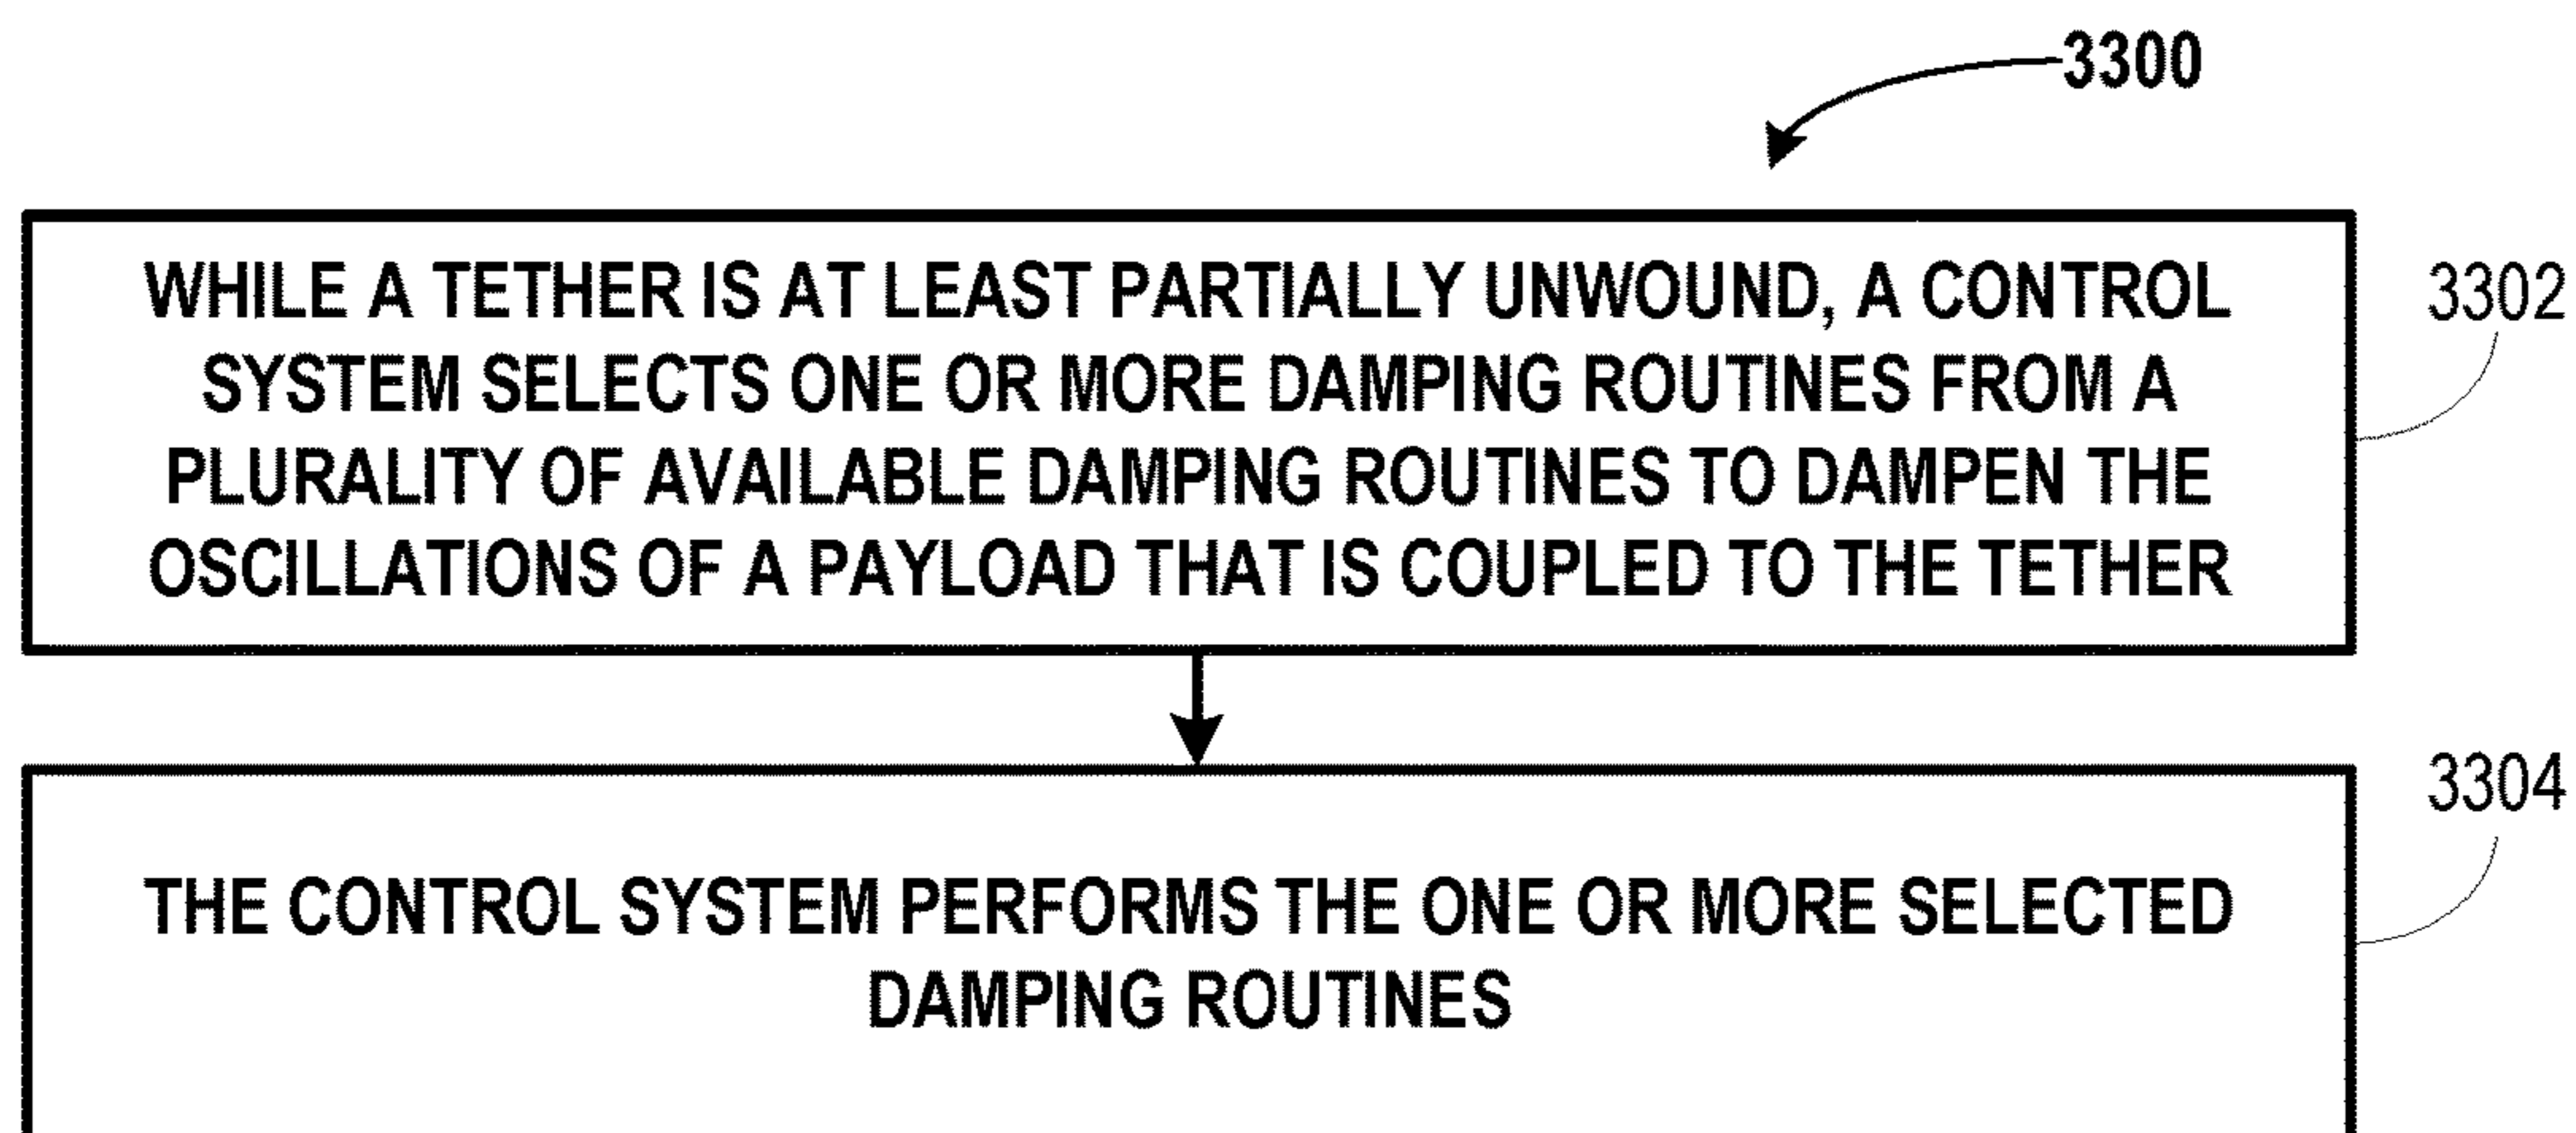 3300
WHILE A TETHER IS AT LEAST PARTIALLY UNWOUND, A CONTROL
SYSTEM SELECTS ONE OR MORE DAMPING ROUTINES FROM A
PLURALITY OF AVAILABLE DAMPING ROUTINES TO DAMPEN THE
OSCILLATIONS OF A PAYLOAD THAT IS COUPLED TO THE TETHER
3302
3304
THE CONTROL SYSTEM PERFORMS THE ONE OR MORE SELECTED
DAMPING ROUTINES